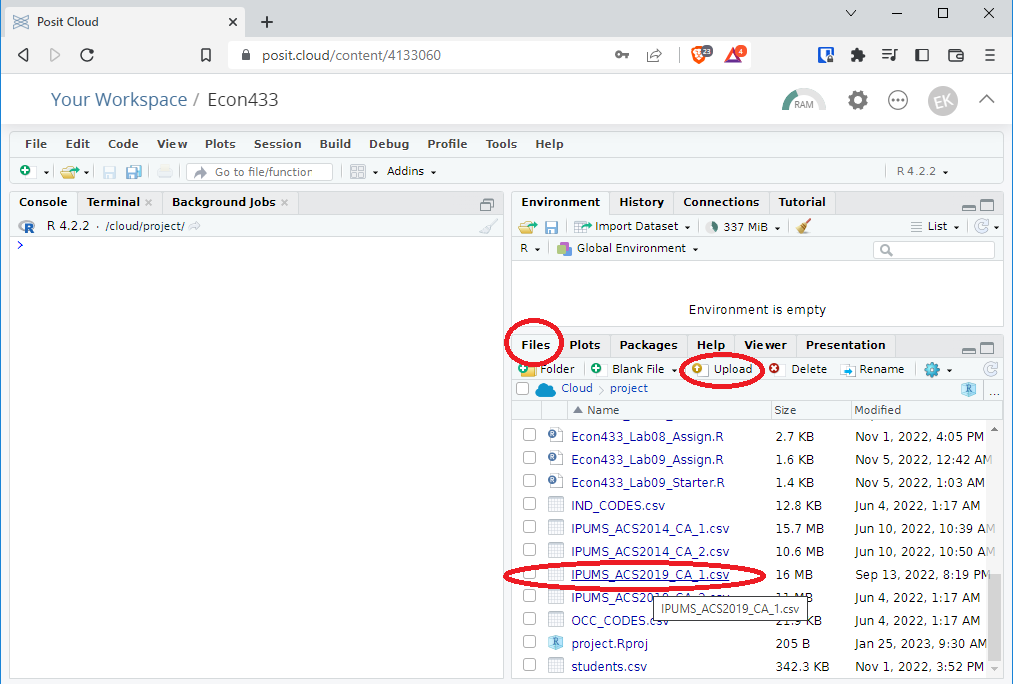 Posit Cloud
posit.cloud/content/4133060
23
4
Your Workspace / Econ433
RAM
EK
File Edit Code View Plots Session Build Debug Profile Tools Help
Go to file/function
Addins
R 4.2.2
Console Terminal Background Jobs
R R 4.2.2 · /cloud/project/
>
Environment History Connections Tutorial
Import Dataset 337 MiB List
R Global Environment
Environment is empty
Files Plots Packages Help Viewer Presentation
Folder Blank File Upload Delete Rename
Cloud project R ...
Name Size Modified
Econ433_Lab08_Assign.R 2.7 KB Nov 1, 2022, 4:05 PM
Econ433_Lab09_Assign.R 1.6 KB Nov 5, 2022, 12:42 AM
Econ433_Lab09_Starter.R 1.4 KB Nov 5, 2022, 1:03 AM
IND_CODES.csv 12.8 KB Jun 4, 2022, 1:17 AM
IPUMS_ACS2014_CA_1.csv 15.7 MB Jun 10, 2022, 10:39 AM
IPUMS_ACS2014_CA_2.csv 10.6 MB Jun 10, 2022, 10:50 AM
IPUMS_ACS2019_CA_1.csv 16 MB Sep 13, 2022, 8:19 PM
IPUMS_ACS2019_CA_2.csv 11 MB Jun 4, 2022, 1:17 AM
IPUMS_ACS2019_CA_1.csv
OCC_CODES.csv 21.9 KB Jun 4, 2022, 1:17 AM
project.Rproj 205 B Jan 25, 2023, 9:30 AM
students.csv 342.3 KB Nov 1, 2022, 3:52 PM